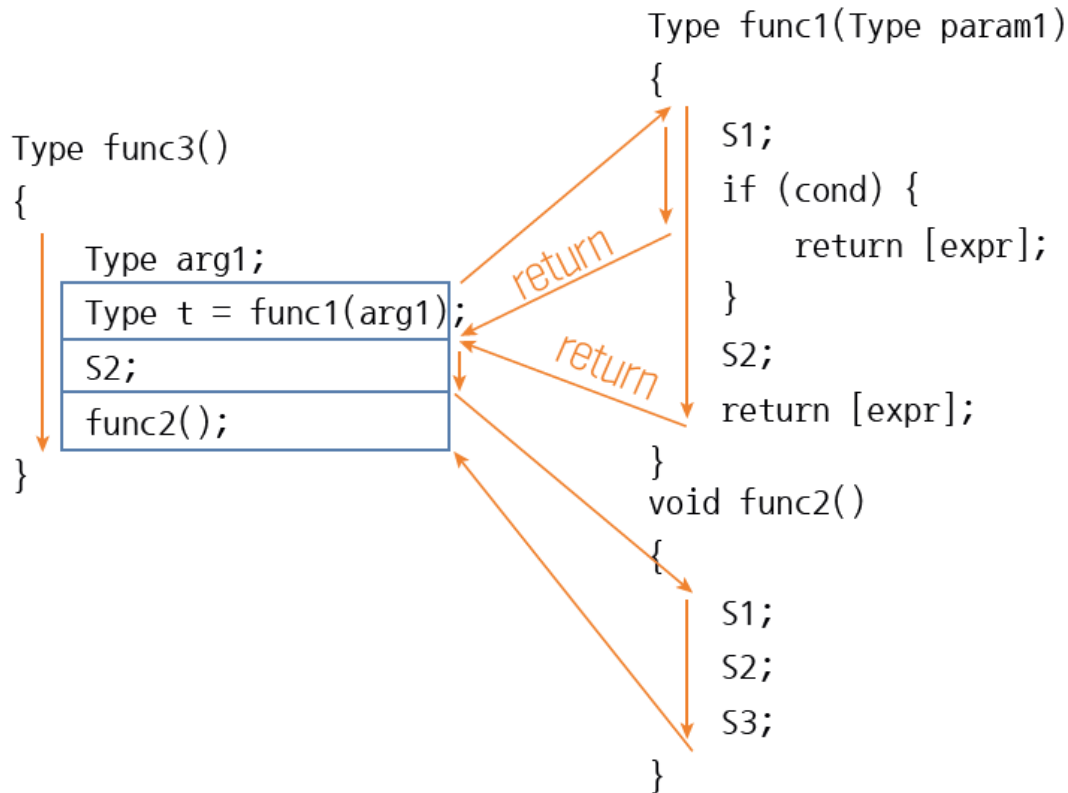 Type func3()
{
Type arg1;
Type t = func1(arg1);
S2;
func2();
}
return
return
Type func1(Type param1)
{
S1;
if (cond) {
return [expr];
}
S2;
return [expr];
}
void func2()
{
S1;
S2;
S3;
}